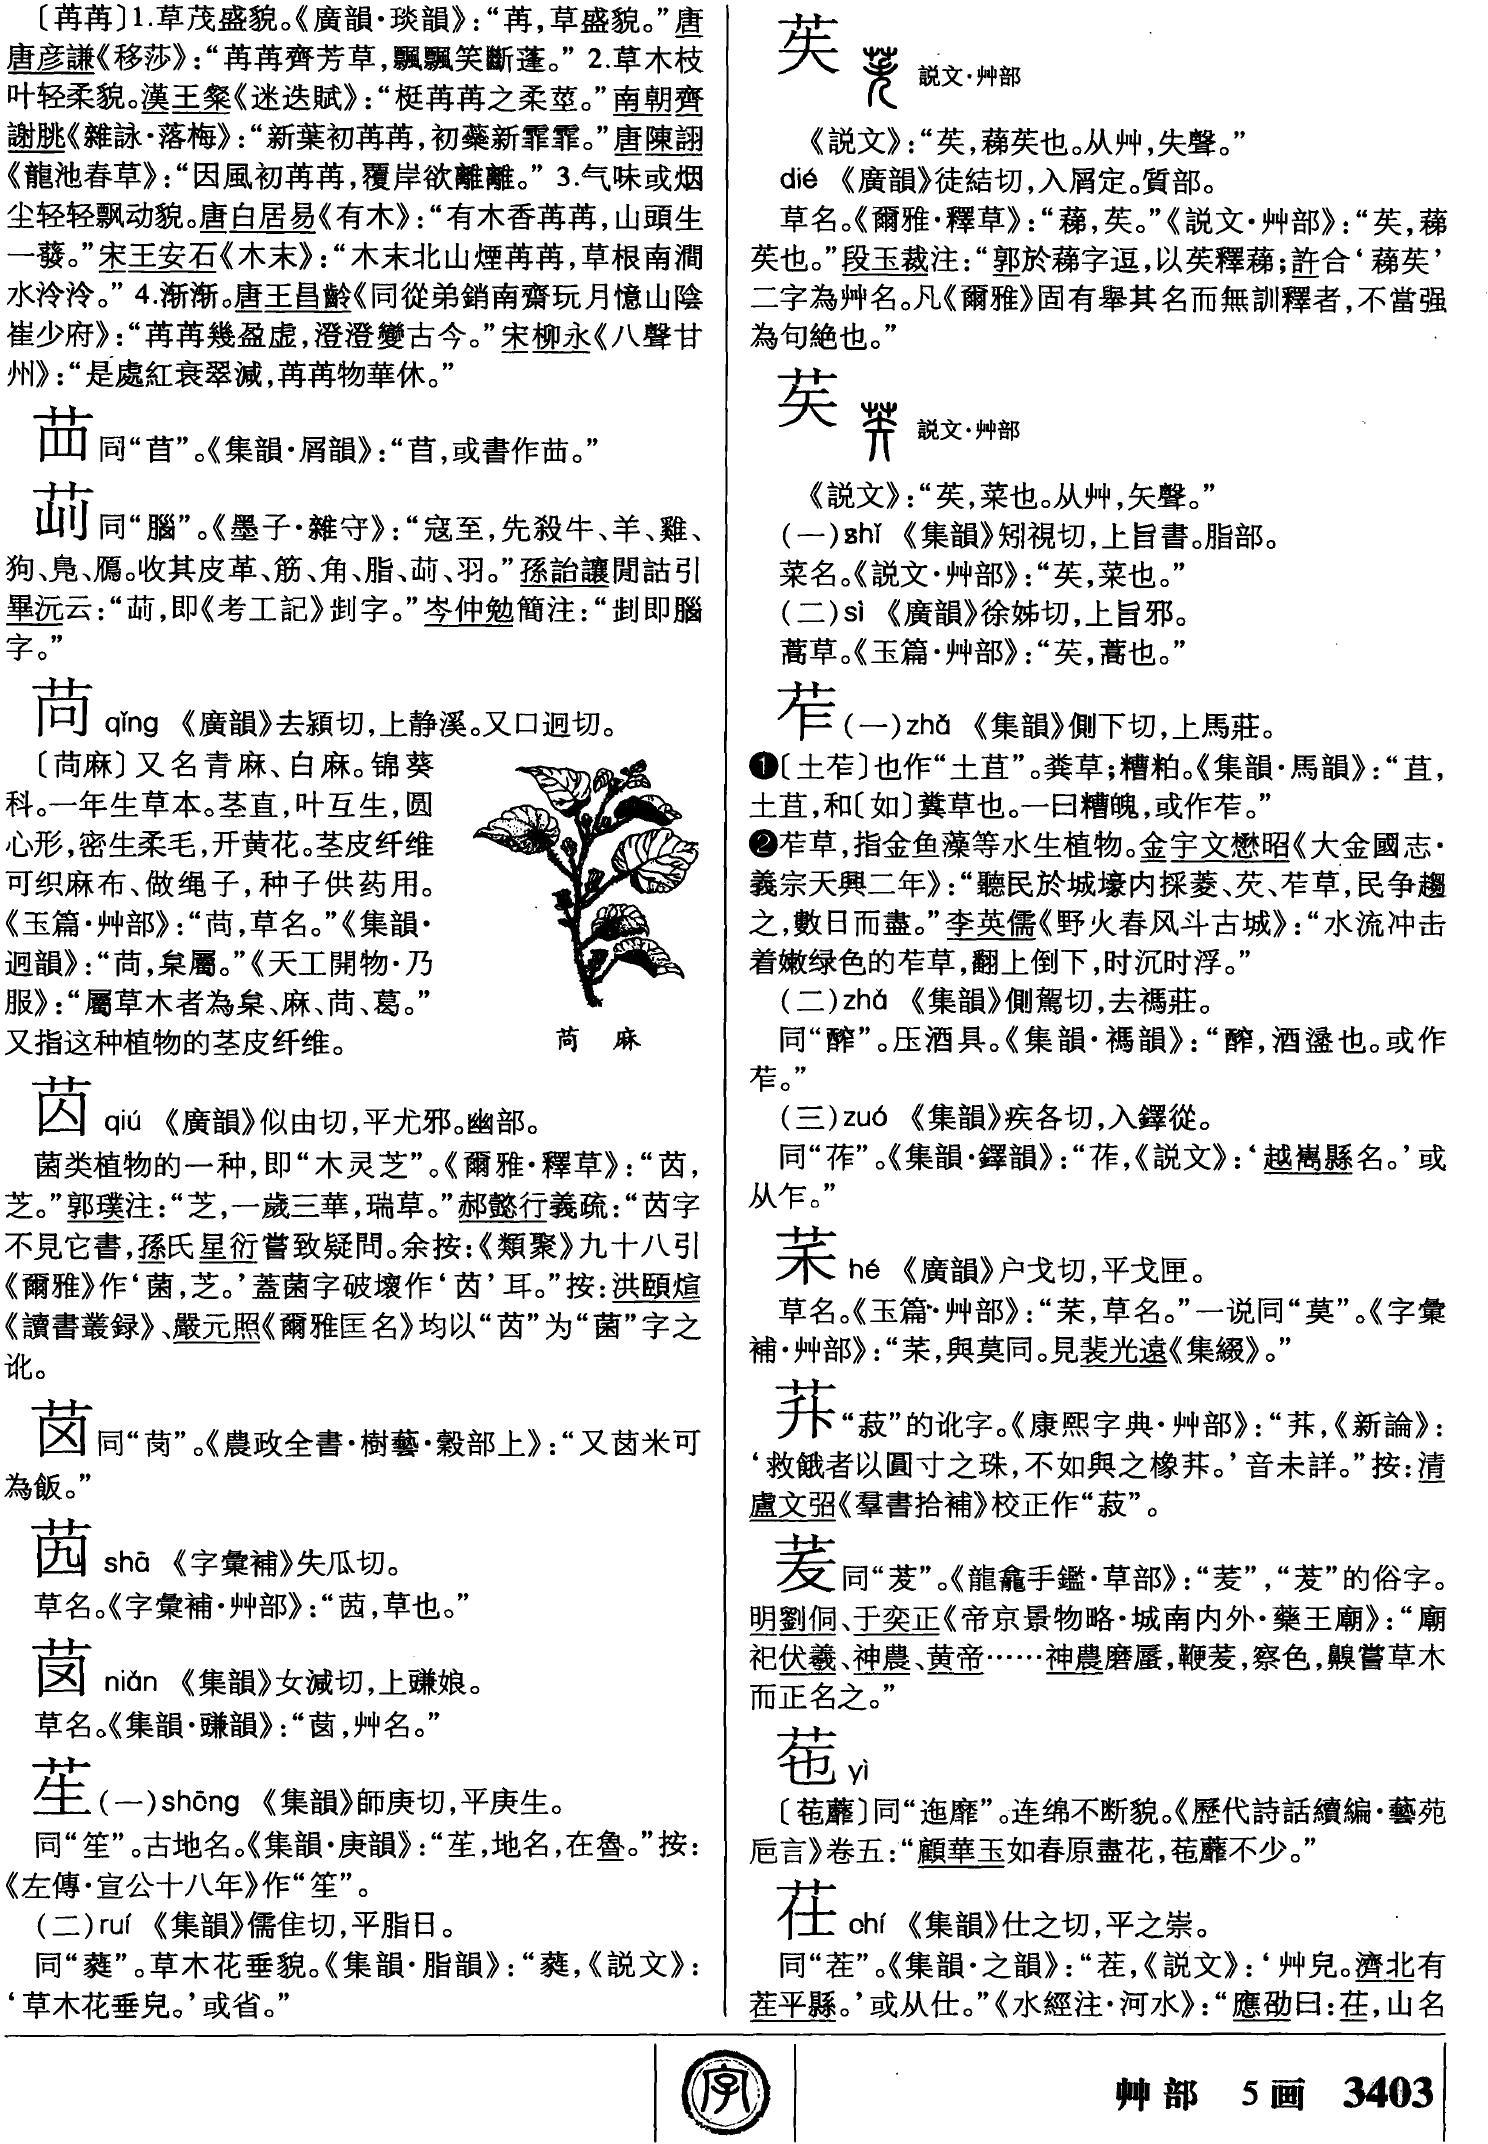 〔苒苒〕1.草茂盛貌。《廣韻·琰韻》：“苒，草盛貌。”唐
唐彦謙《移莎》：“苒苒齊芳草，飄飄笑斷蓬。” 2.草木枝
叶轻柔貌。漢王粲《迷迭賦》：“梃苒苒之柔莖。”南朝齊
謝朓《雜詠·落梅》：“新葉初苒苒，初蘂新霏霏。”唐陳翊
《龍池春草》：“因風初苒苒，覆岸欲離離。” 3.气味或烟
尘轻轻飘动貌。唐白居易《有木》：“有木香苒苒，山頭生
一蕟。”宋王安石《木末》：“木末北山煙苒苒，草根南澗
水泠泠。” 4.渐渐。唐王昌齡《同從弟銷南齋玩月憶山陰
崔少府》：“苒苒幾盈虚，澄澄變古今。”宋柳永《八聲甘
州》：“是處紅衰翠減，苒苒物華休。”
𦭝 同“苜”。《集韻·屑韻》：“苜，或書作𦭝。”
同“腦”。《墨子·雜守》：“寇至，先殺牛、羊、雞、
狗、鳧、鴈。收其皮革、筋、角、脂、、羽。”孫詒讓閒詁引
畢沅云：“，即《考工記》㓢字。”岑仲勉簡注：“㓢即腦
字。”
苘 qǐng 《廣韻》去潁切，上静溪。又口迥切。
〔苘麻〕又名青麻、白麻。锦葵
科。一年生草本。茎直，叶互生，圆
心形，密生柔毛，开黄花。茎皮纤维
可织麻布、做绳子，种子供药用。
《玉篇·艸部》：“苘，草名。”《集韻·
迥韻》：“苘，枲屬。”《天工開物·乃
服》：“屬草木者為枲、麻、苘、葛。”
又指这种植物的茎皮纤维。
苘 麻
苬 qiú 《廣韻》似由切，平尤邪。幽部。
菌类植物的一种，即“木灵芝”。《爾雅·釋草》：“苬，
芝。”郭璞注：“芝，一歲三華，瑞草。”郝懿行義疏：“苬字
不見它書，孫氏星衍嘗致疑問。余按：《類聚》九十八引
《爾雅》作‘菌，芝。’蓋菌字破壞作‘苬’耳。”按：洪頤煊
《讀書叢録》、嚴元照《爾雅匡名》均以“苬”为“菌”字之
讹。
同“䒵”。《農政全書·樹藝·穀部上》：“又米可
為飯。”
shā 《字彙補》失瓜切。
草名。《字彙補·艸部》：“，草也。”
niǎn 《集韻》女減切，上豏娘。
草名。《集韻·豏韻》：“，艸名。”
苼 (一)shēng 《集韻》師庚切，平庚生。
同“笙”。古地名。《集韻·庚韻》：“苼，地名，在魯。”按：
《左傳·宣公十八年》作“笙”。
(二)ruí 《集韻》儒隹切，平脂日。
同“蕤”。草木花垂貌。《集韻·脂韻》：“蕤，《説文》：
‘草木花垂皃。’或省。”
苵
説文·艸部
《説文》：“苵，蕛苵也。从艸，失聲。”
dié 《廣韻》徒結切，入屑定。質部。
草名。《爾雅·釋草》：“蕛，苵。”《説文·艸部》：“苵，蕛
苵也。”段玉裁注：“郭於蕛字逗，以苵釋蕛；許合‘蕛苵’
二字為艸名。凡《爾雅》固有舉其名而無訓釋者，不當强
為句絶也。”
𦭧
説文·艸部
《説文》：“𦭧，菜也。从艸，矢聲。”
(一)shǐ 《集韻》矧視切，上旨書。脂部。
菜名。《説文·艸部》：“𦭧，菜也。”
(二)sì 《廣韻》徐姊切，上旨邪。
蒿草。《玉篇·艸部》：“𦭧，蒿也。”
苲 (一)zhǎ 《集韻》側下切，上馬莊。
❶〔土苲〕也作“土苴”。粪草；糟粕。《集韻·馬韻》：“苴，
土苴，和〔如〕糞草也。一曰糟魄，或作苲。”
❷苲草，指金鱼藻等水生植物。金宇文懋昭《大金國志·
義宗天興二年》：“聽民於城壕内採菱、芡、苲草，民争趨
之，數日而盡。”李英儒《野火春风斗古城》：“水流冲击
着嫩绿色的苲草，翻上倒下，时沉时浮。”
(二)zhà 《集韻》側駕切，去禡莊。
同“醡”。压酒具。《集韻·禡韻》：“醡，酒盪也。或作
苲。”
(三)zuó 《集韻》疾各切，入鐸從。
同“莋”。《集韻·鐸韻》：“莋，《説文》：‘越嶲縣名。’或
从乍。”
hé 《廣韻》户戈切，平戈匣。
草名。《玉篇·艸部》：“，草名。”一说同“莫”。《字彙
補·艸部》：“，與莫同。見裴光遠《集綴》。”
“菽”的讹字。《康熙字典·艸部》：“，《新論》：
‘救餓者以圓寸之珠，不如與之橡。’音未詳。”按：清
盧文弨《羣書拾補》校正作“菽”。
同“茇”。《龍龕手鑑·草部》：“”，“茇”的俗字。
明劉侗、于奕正《帝京景物略·城南内外·藥王廟》：“廟
祀伏羲、神農、黄帝……神農磨蜃，鞭，察色，齅嘗草木
而正名之。”
yì
〔蘼〕同“迤靡”。连绵不断貌。《歷代詩話續編·藝苑
巵言》卷五：“顧華玉如春原盡花，蘼不少。”
chí 《集韻》仕之切，平之崇。
同“茬”。《集韻·之韻》：“茬，《説文》：‘艸皃。濟北有
茬平縣。’或从仕。”《水經注·河水》：“應劭曰：茌，山名
字
艸部 5画 3403